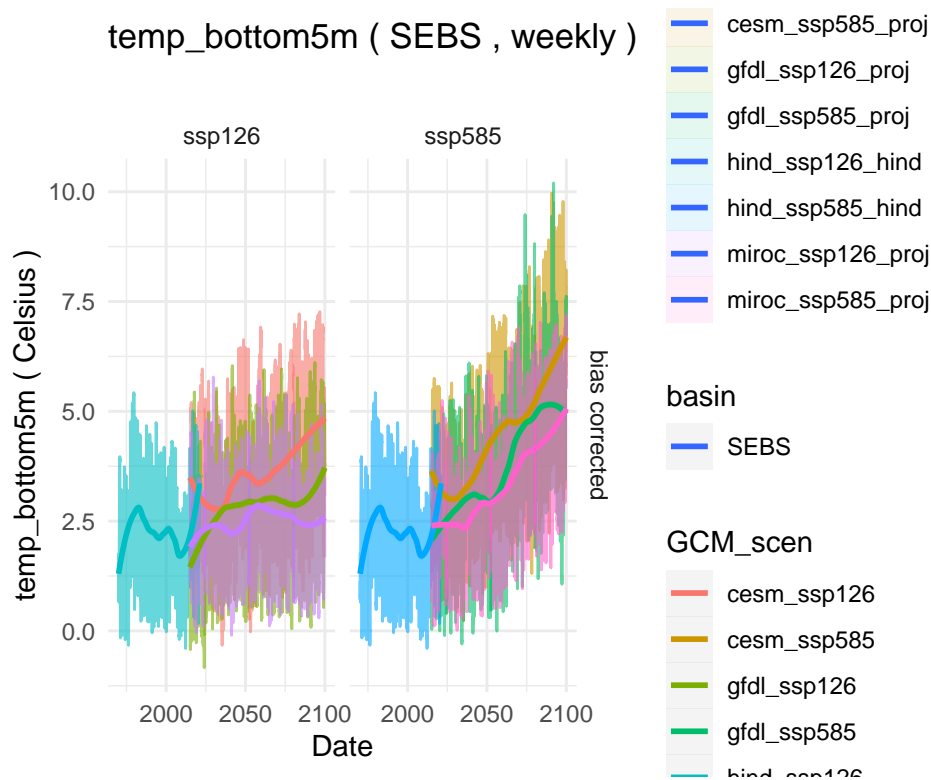 temp_bottom5m ( SEBS , weekly )
ssp126
ssp585
10.0
7.5
5.0
2.5
0.0
temp_bottom5m ( Celsius )
bias corrected
2000
2050
2100
2000
2050
2100
Date
cesm_ssp585_proj
gfdl_ssp126_proj
gfdl_ssp585_proj
hind_ssp126_hind
hind_ssp585_hind
miroc_ssp126_proj
miroc_ssp585_proj
basin
SEBS
GCM_scen
cesm_ssp126
cesm_ssp585
gfdl_ssp126
gfdl_ssp585
hind_ssp126